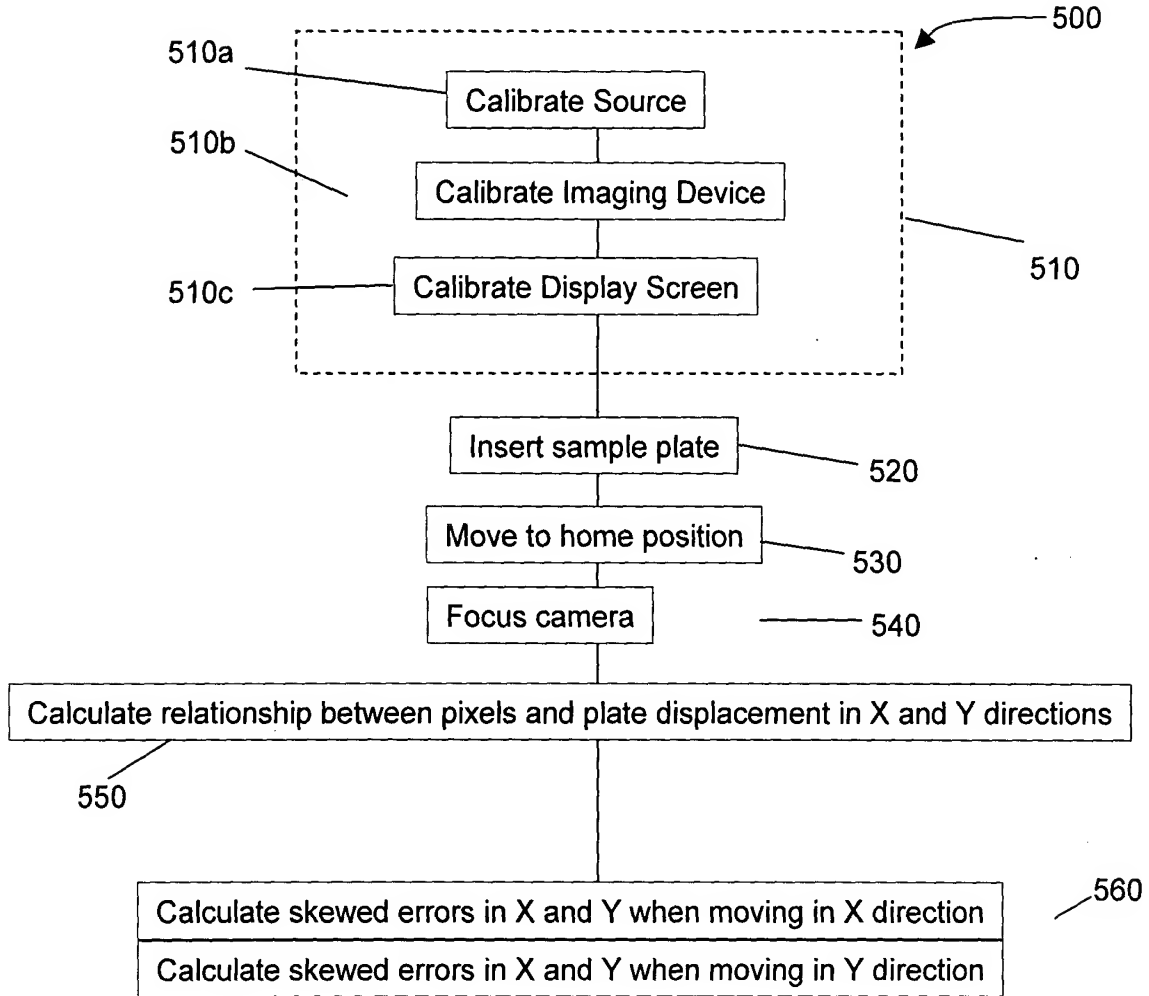 500
510a
Calibrate Source
510b
Calibrate Imaging Device
510
510c
Calibrate Display Screen
Insert sample plate
520
Move to home position
530
Focus camera
540
Calculate relationship between pixels and plate displacement in X and Y directions
550
560
Calculate skewed errors in X and Y when moving in X direction
Calculate skewed errors in X and Y when moving in Y direction